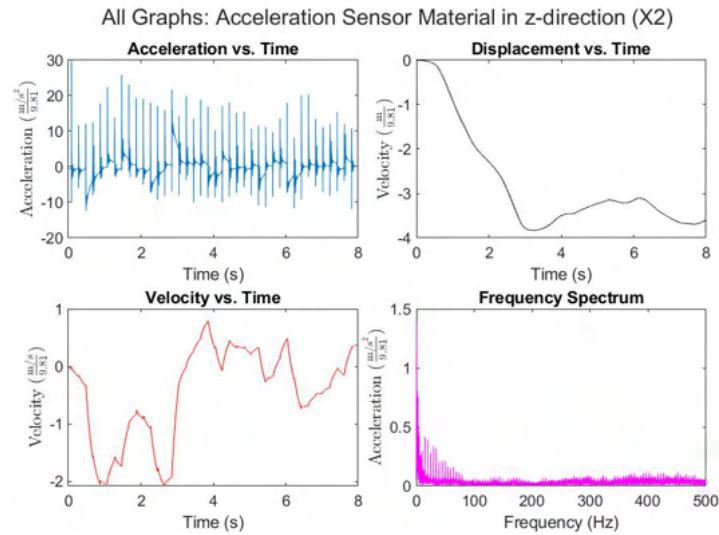 All Graphs: Acceleration Sensor Material in z-direction (X2)
Acceleration vs. Time
Acceleration (m/s²/9.81)
30
20
10
0
-10
-20
0 2 4 6 8
Time (s)
Displacement vs. Time
Velocity (m/9.81)
0
-1
-2
-3
-4
0 2 4 6 8
Time (s)
Velocity vs. Time
Velocity (m/s/9.81)
1
0
-1
-2
0 2 4 6 8
Time (s)
Frequency Spectrum
Acceleration (m/s²/9.81)
1.5
1
0.5
0
0 100 200 300 400 500
Frequency (Hz)